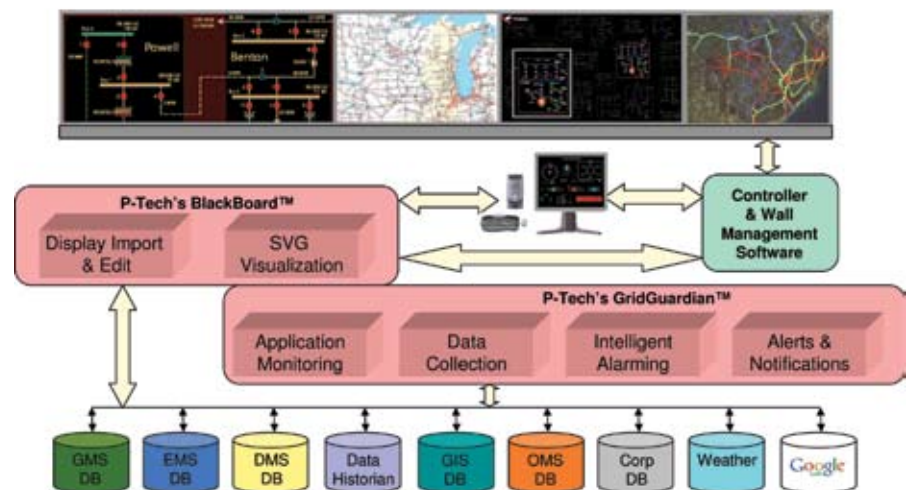 Powell
Benton
P-Tech's BlackBoard™
Display Import
& Edit
SVG
Visualization
Controller
& Wall
Management
Software
P-Tech's GridGuardian™
Application
Monitoring
Data
Collection
Intelligent
Alarming
Alerts &
Notifications
GMS
DB
EMS
DB
DMS
DB
Data
Historian
GIS
DB
OMS
DB
Corp
DB
Weather
Google